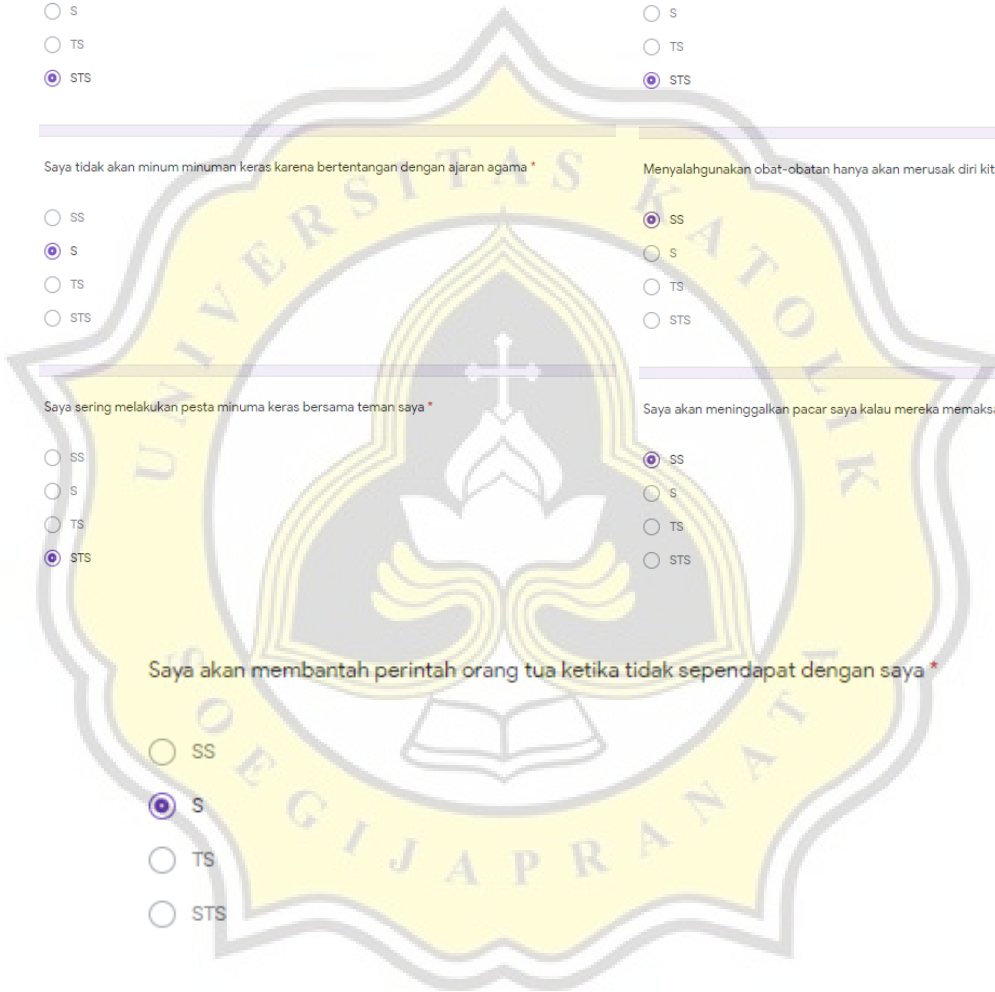 S
TS
STS
Saya tidak akan minum minuman keras karena bertentangan dengan ajaran agama *
SS
S
TS
STS
Saya sering melakukan pesta minuma keras bersama teman saya *
SS
S
TS
STS
S
TS
STS
Menyalahgunakan obat-obatan hanya akan merusak diri kit
SS
S
TS
STS
Saya akan meninggalkan pacar saya kalau mereka memaksa
SS
S
TS
STS
Saya akan membantah perintah orang tua ketika tidak sependapat dengan saya *
SS
S
TS
STS
UNIVERSITAS KATOLIK
SOEGIJAPRANATA